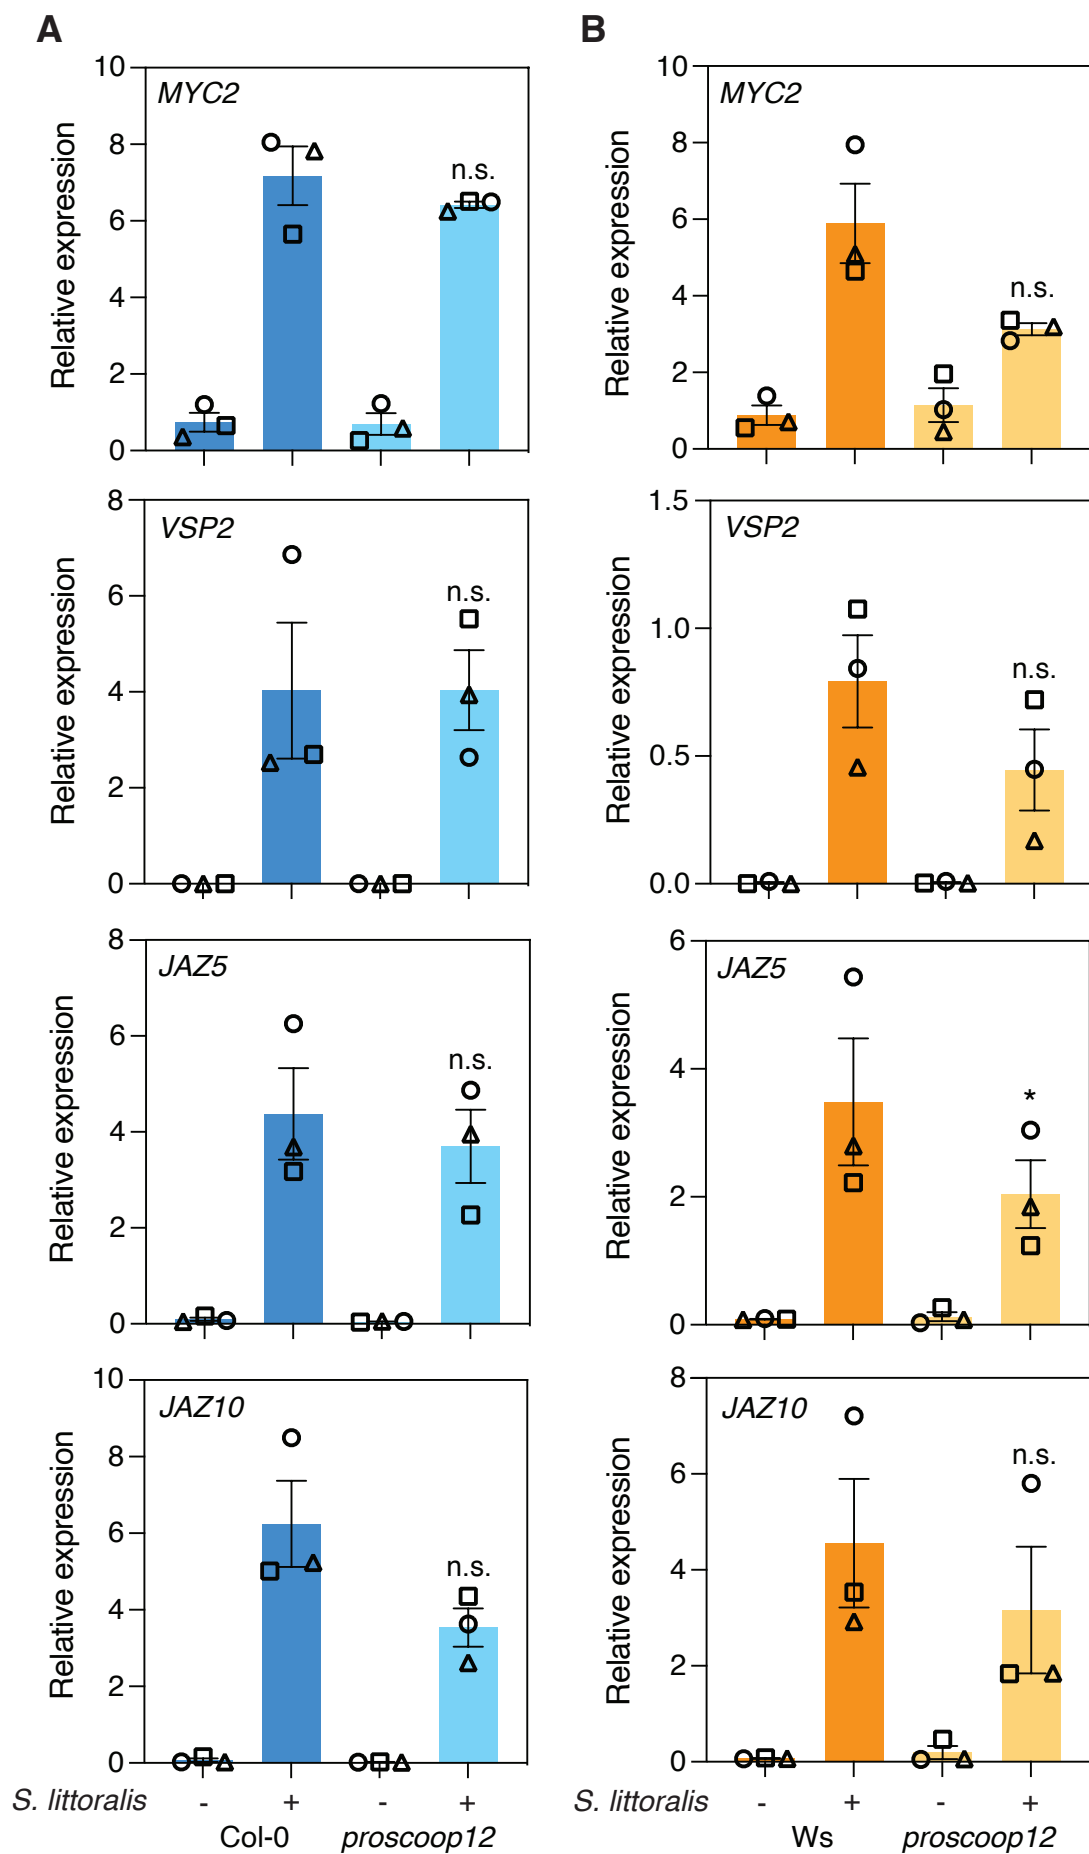 A
B
10
8
6
4
2
0
Relative expression
MYC2
n.s.
10
8
6
4
2
0
Relative expression
MYC2
n.s.
8
6
4
2
0
Relative expression
VSP2
n.s.
1.5
1.0
0.5
0.0
Relative expression
VSP2
n.s.
8
6
4
2
0
Relative expression
JAZ5
n.s.
6
4
2
0
Relative expression
JAZ5
*
10
8
6
4
2
0
Relative expression
JAZ10
n.s.
8
6
4
2
0
Relative expression
JAZ10
n.s.
S. littoralis - + - +
Col-0 proscoop12
S. littoralis - + - +
Ws proscoop12